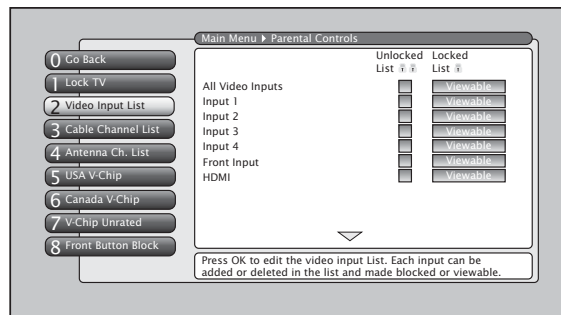 Main Menu ▶ Parental Controls
0 Go Back
1 Lock TV
2 Video Input List
3 Cable Channel List
4 Antenna Ch. List
5 USA V-Chip
6 Canada V-Chip
7 V-Chip Unrated
8 Front Button Block
Unlocked Locked
List List
All Video Inputs Viewable
Input 1 Viewable
Input 2 Viewable
Input 3 Viewable
Input 4 Viewable
Front Input Viewable
HDMI Viewable
Press OK to edit the video input List. Each input can be
added or deleted in the list and made blocked or viewable.